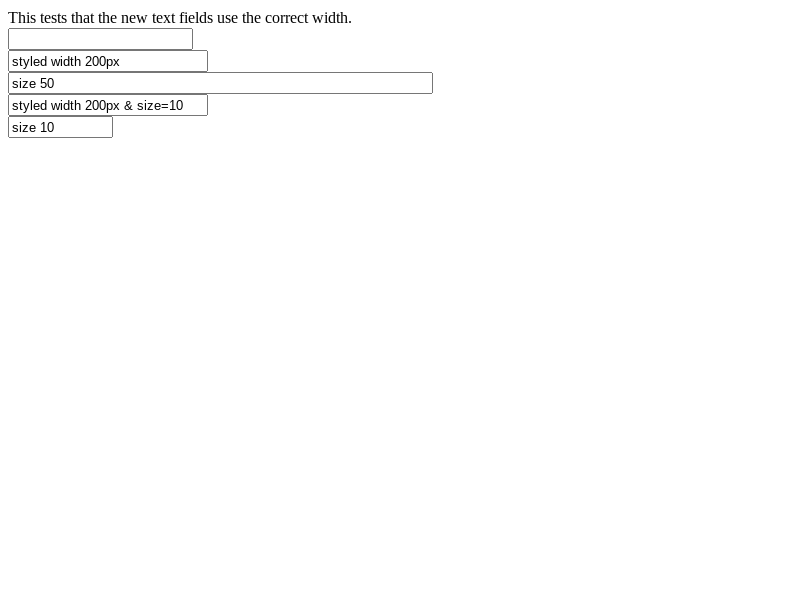 This tests that the new text fields use the correct width.
styled width 200px
size 50
styled width 200px & size=10
size 10